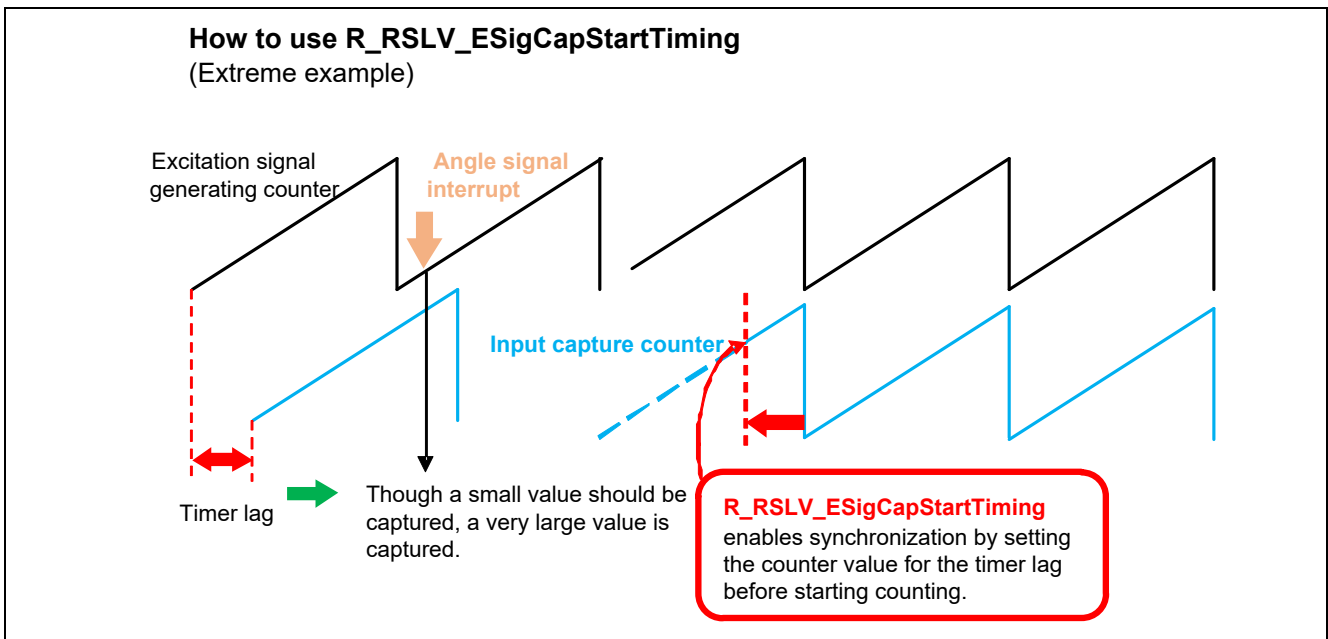 How to use R_RSLV_ESigCapStartTiming
(Extreme example)
Excitation signal
generating counter
Angle signal
interrupt
Input capture counter
Timer lag
Though a small value should be
captured, a very large value is
captured.
R_RSLV_ESigCapStartTiming
enables synchronization by setting
the counter value for the timer lag
before starting counting.